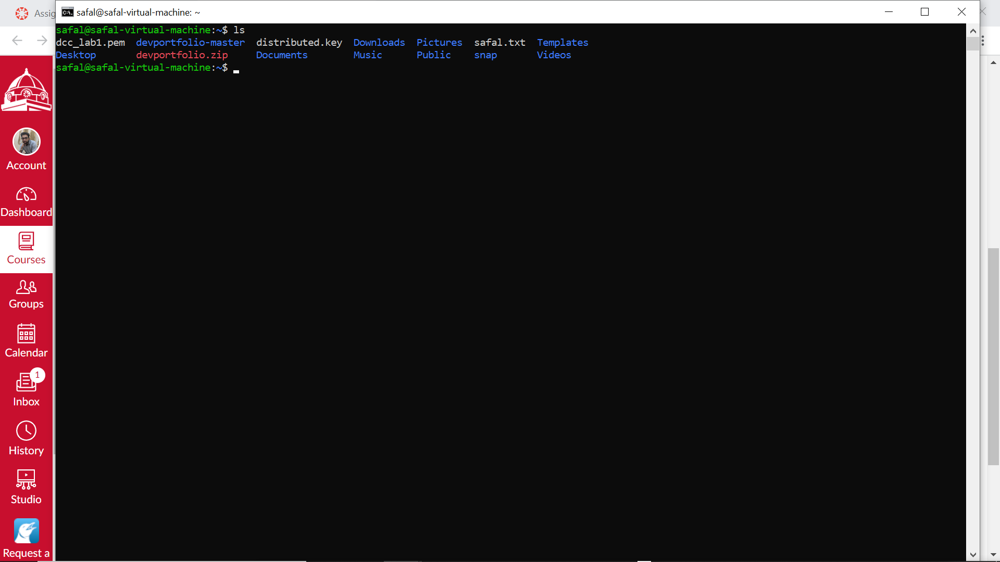 Assig
safal@safal-virtual-machine: ~
safal@safal-virtual-machine:~$ ls
dcc_lab1.pem devportfolio-master distributed.key Downloads Pictures safal.txt Templates
Desktop devportfolio.zip Documents Music Public snap Videos
safal@safal-virtual-machine:~$
Account
Dashboard
Courses
Groups
Calendar
1
Inbox
History
Studio
Request a